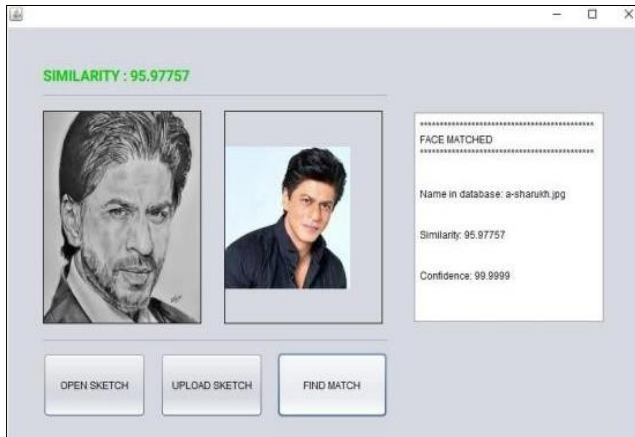 SIMILARITY : 95.97757
********************************************
FACE MATCHED
********************************************
Name in database: a-sharukh.jpg
Similarity: 95.97757
Confidence: 99.9999
OPEN SKETCH
UPLOAD SKETCH
FIND MATCH